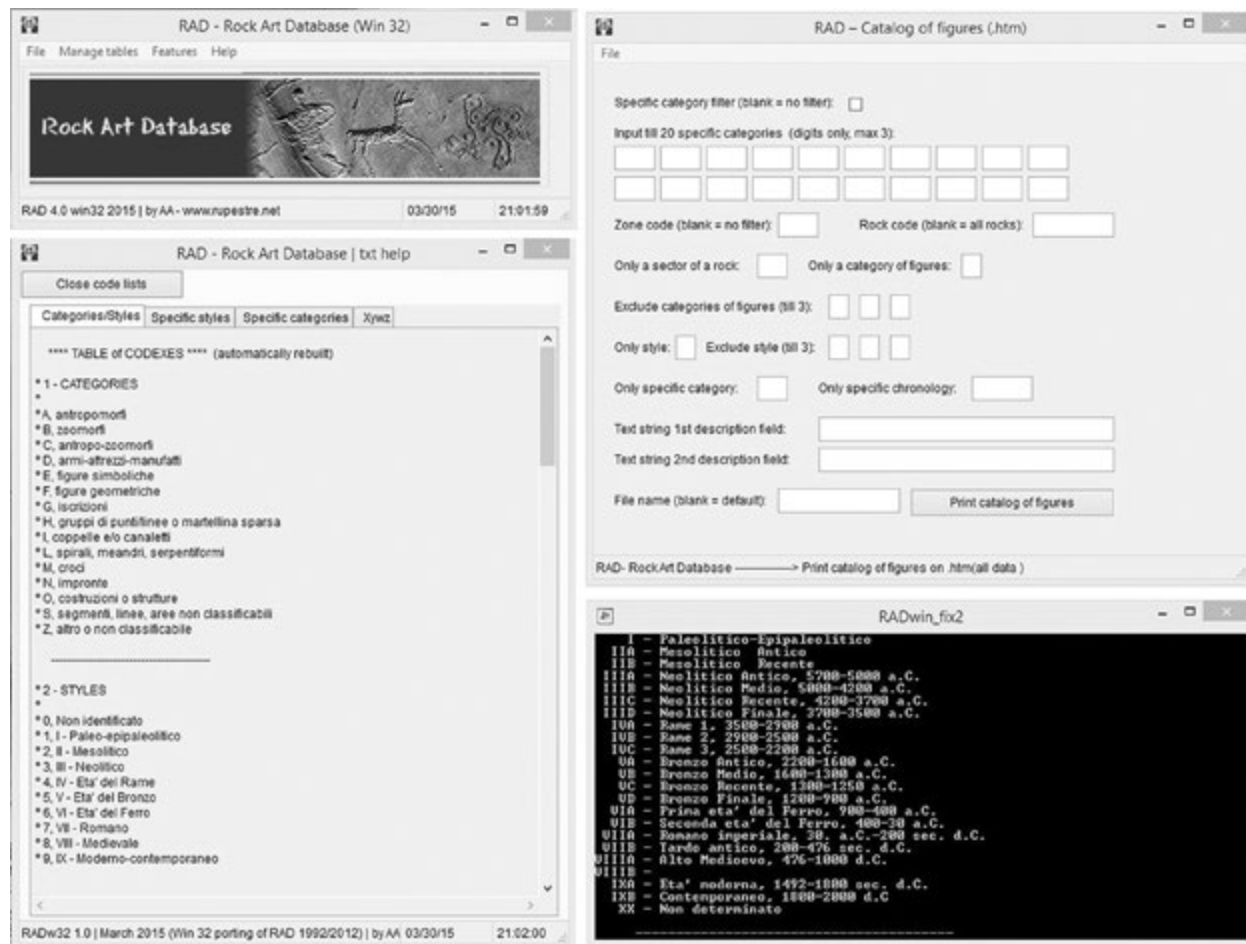 RAD - Rock Art Database (Win 32)
File Manage tables Features Help
Rock Art Database
RAD 4.0 win32 2015 | by AA - www.rupestre.net 03/30/15 21:01:59
RAD - Rock Art Database | txt help
Close code lists
Categories/Styles Specific styles Specific categories Xywz
**** TABLE of CODEXES **** (automatically rebuilt)
* 1 - CATEGORIES
*
* A, antropomorfi
* B, zoomorfi
* C, antropo-zoomorfi
* D, armi-attrezzi-manufatti
* E, figure simboliche
* F, figure geometriche
* G, iscrizioni
* H, gruppi di punti/linee o martellina sparsa
* I, coppelle e/o canaletti
* L, spirali, meandri, serpentiformi
* M, croci
* N, impronte
* O, costruzioni o strutture
* S, segmenti, linee, aree non classificabili
* Z, altro o non classificabile
* 2 - STYLES
*
* 0, Non identificato
* 1, I - Paleo-epipaleolitico
* 2, II - Mesolitico
* 3, III - Neolitico
* 4, IV - Eta' del Rame
* 5, V - Eta' del Bronzo
* 6, VI - Eta' del Ferro
* 7, VII - Romano
* 8, VIII - Medievale
* 9, IX - Moderno-contemporaneo
RADw32 1.0 | March 2015 (Win 32 porting of RAD 1992/2012) | by AA 03/30/15 21:02:00
RAD – Catalog of figures (.htm)
File
Specific category filter (blank = no filter):
Input till 20 specific categories (digits only, max 3):
Zone code (blank = no filter): Rock code (blank = all rocks):
Only a sector of a rock: Only a category of figures:
Exclude categories of figures (till 3):
Only style: Exclude style (till 3):
Only specific category: Only specific chronology:
Text string 1st description field:
Text string 2nd description field:
File name (blank = default): Print catalog of figures
RAD- Rock Art Database ----------> Print catalog of figures on .htm(all data )
RADwin_fix2
I - Paleolitico-Epipaleolitico
IIA - Mesolitico Antico
IIB - Mesolitico Recente
IIIA - Neolitico Antico, 5700-5000 a.C.
IIIB - Neolitico Medio, 5000-4200 a.C.
IIIC - Neolitico Recente, 4200-3700 a.C.
IIID - Neolitico Finale, 3700-3500 a.C.
IVA - Rame 1, 3500-2900 a.C.
IVB - Rame 2, 2900-2500 a.C.
IVC - Rame 3, 2500-2200 a.C.
VA - Bronzo Antico, 2200-1600 a.C.
VB - Bronzo Medio, 1600-1300 a.C.
VC - Bronzo Recente, 1300-1250 a.C.
VD - Bronzo Finale, 1200-900 a.C.
VIA - Prima eta' del Ferro, 900-400 a.C.
VIB - Seconda eta' del Ferro, 400-30 a.C.
VIIA - Romano imperiale, 30. a.C.-200 sec. d.C.
VIIB - Tardo antico, 200-476 sec. d.C.
VIIIA - Alto Medioevo, 476-1000 d.C.
VIIIB -
IXA - Eta' moderna, 1492-1800 sec. d.C.
IXB - Contemporaneo, 1800-2000 d.C
XX - Non determinato